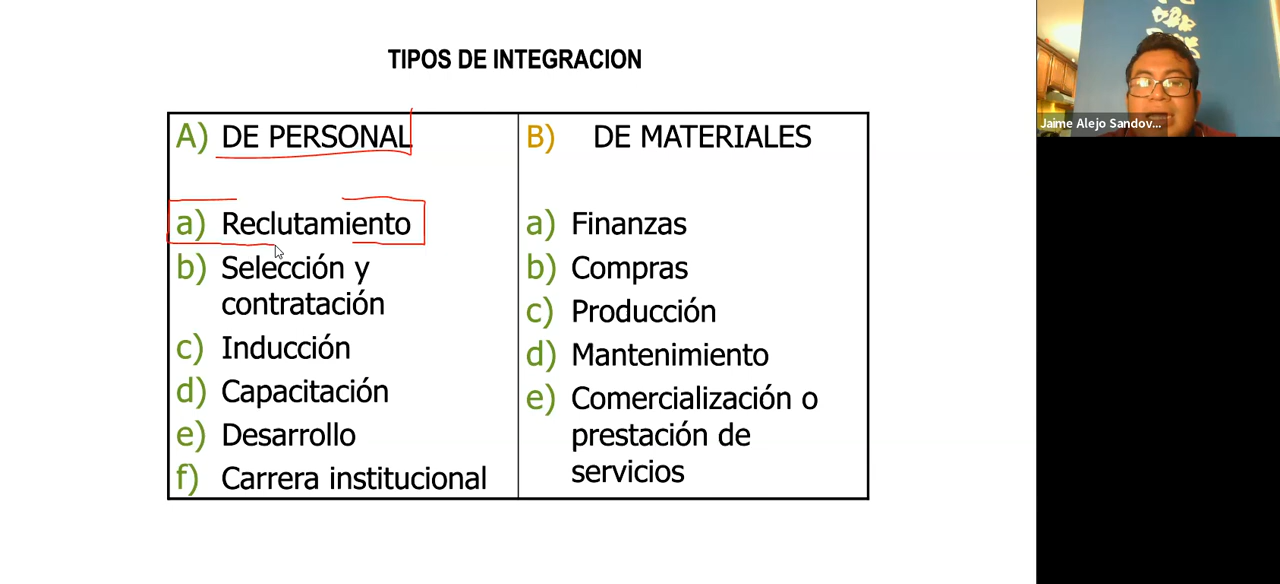 TIPOS DE INTEGRACION
A) DE PERSONAL
a) Reclutamiento
b) Selección y
contratación
c) Inducción
d) Capacitación
e) Desarrollo
f) Carrera institucional
B) DE MATERIALES
a) Finanzas
b) Compras
c) Producción
d) Mantenimiento
e) Comercialización o
prestación de
servicios
Jaime Alejo Sandov...